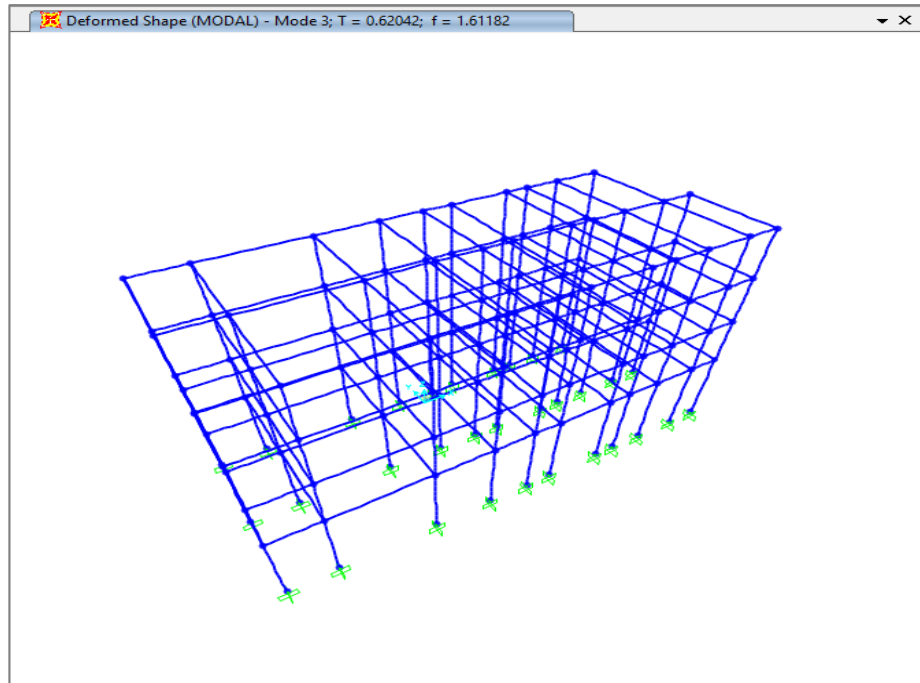 Deformed Shape (MODAL) - Mode 3; T = 0.62042; f = 1.61182